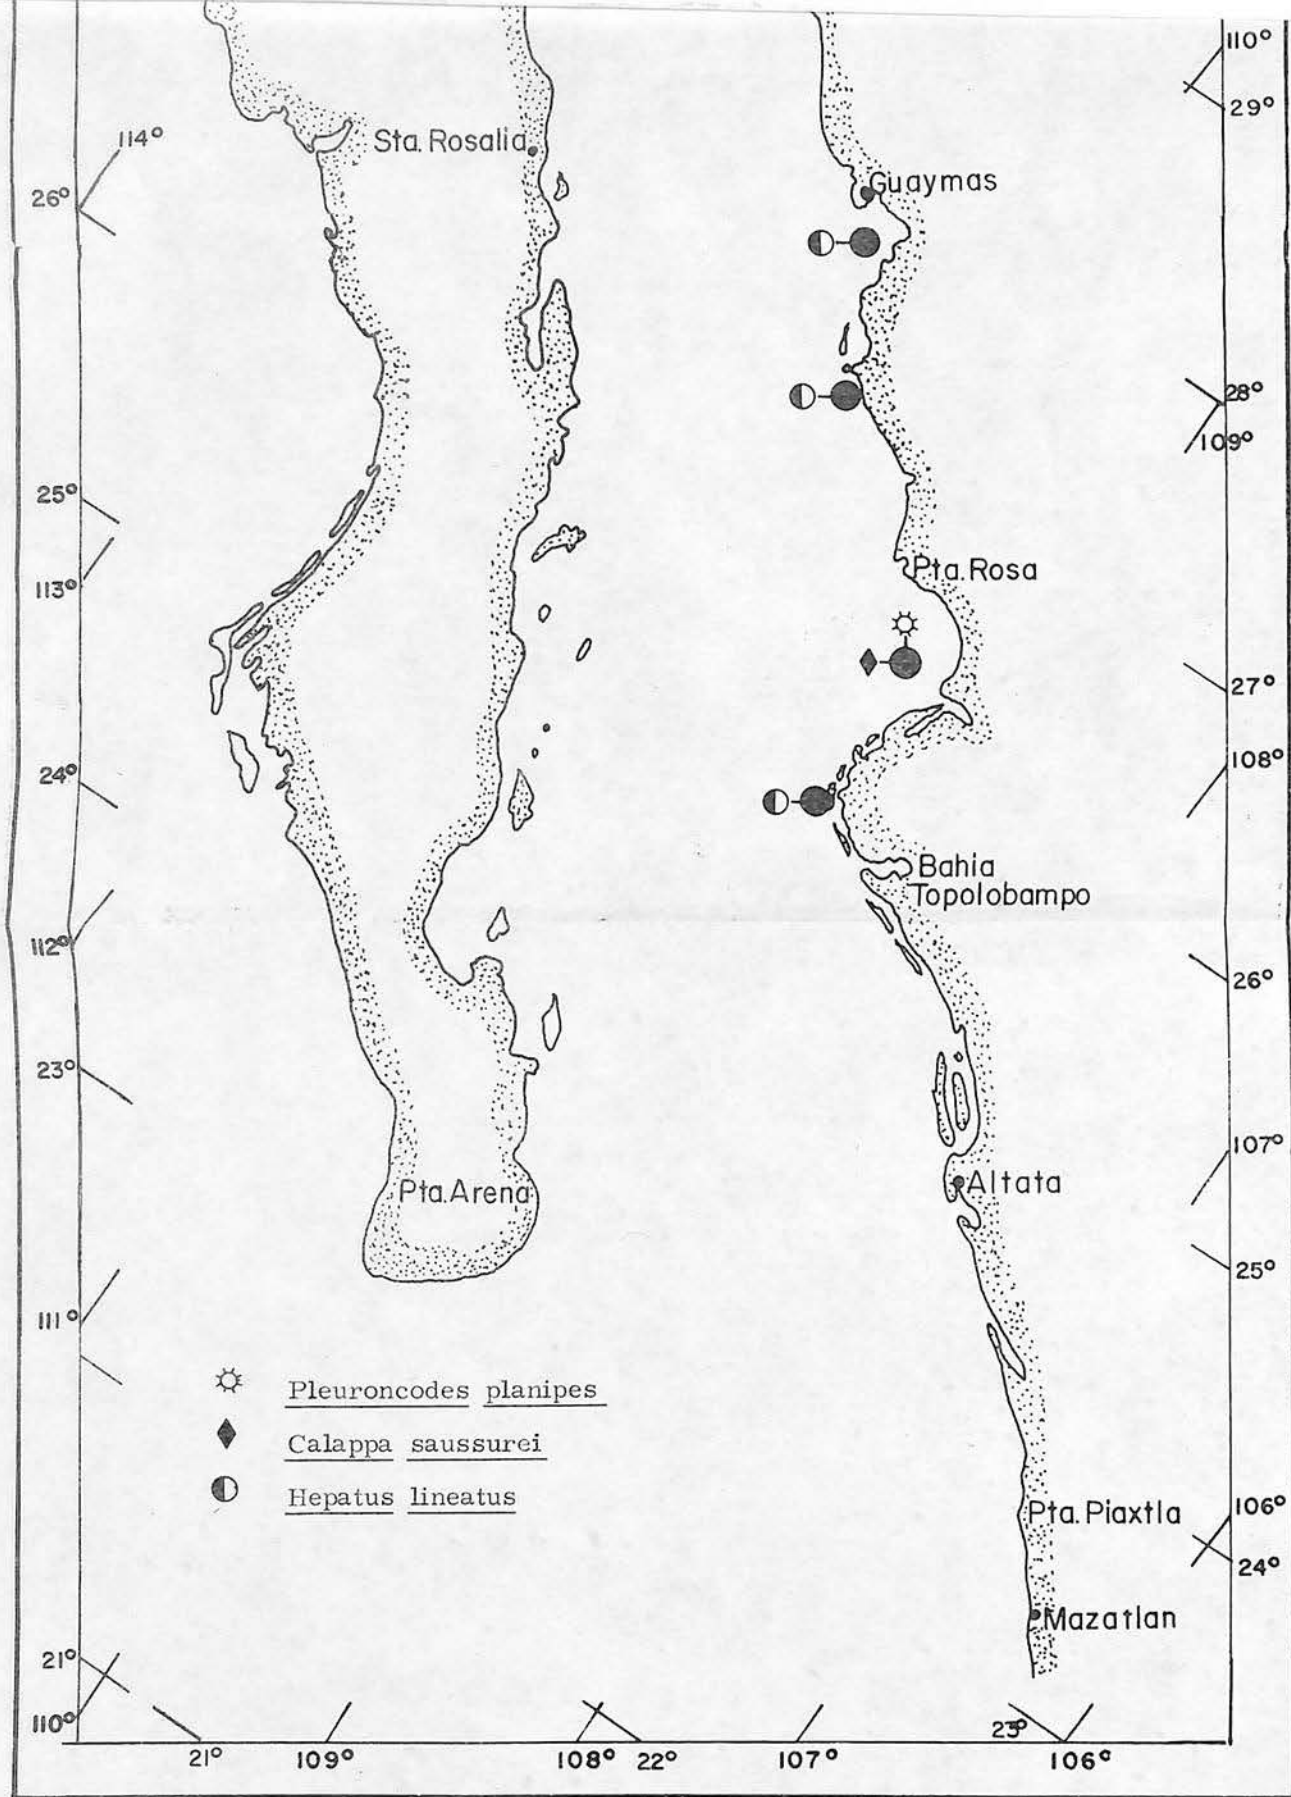 110°
29°
114°
Sta. Rosalia
Guaymas
26°
28°
109°
25°
113°
Pta. Rosa
27°
108°
24°
Bahia
Topolobampo
112°
26°
23°
107°
Pta. Arena
Altata
25°
111°
Pleuroncodes planipes
Calappa saussurei
Hepatus lineatus
Pta. Piaxtla
106°
24°
Mazatlan
21°
110°
23°
21° 109° 108° 22° 107° 106°